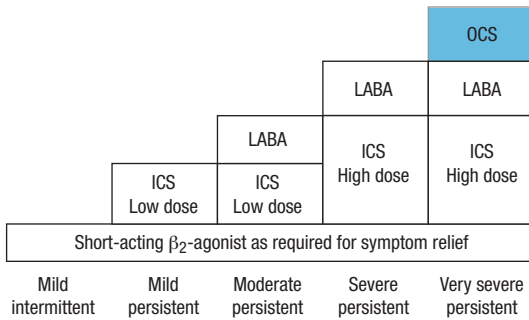 OCS
LABA
LABA
LABA
ICS
Low dose
ICS
Low dose
ICS
High dose
ICS
High dose
Short-acting β₂-agonist as required for symptom relief
Mild
intermittent
Mild
persistent
Moderate
persistent
Severe
persistent
Very severe
persistent